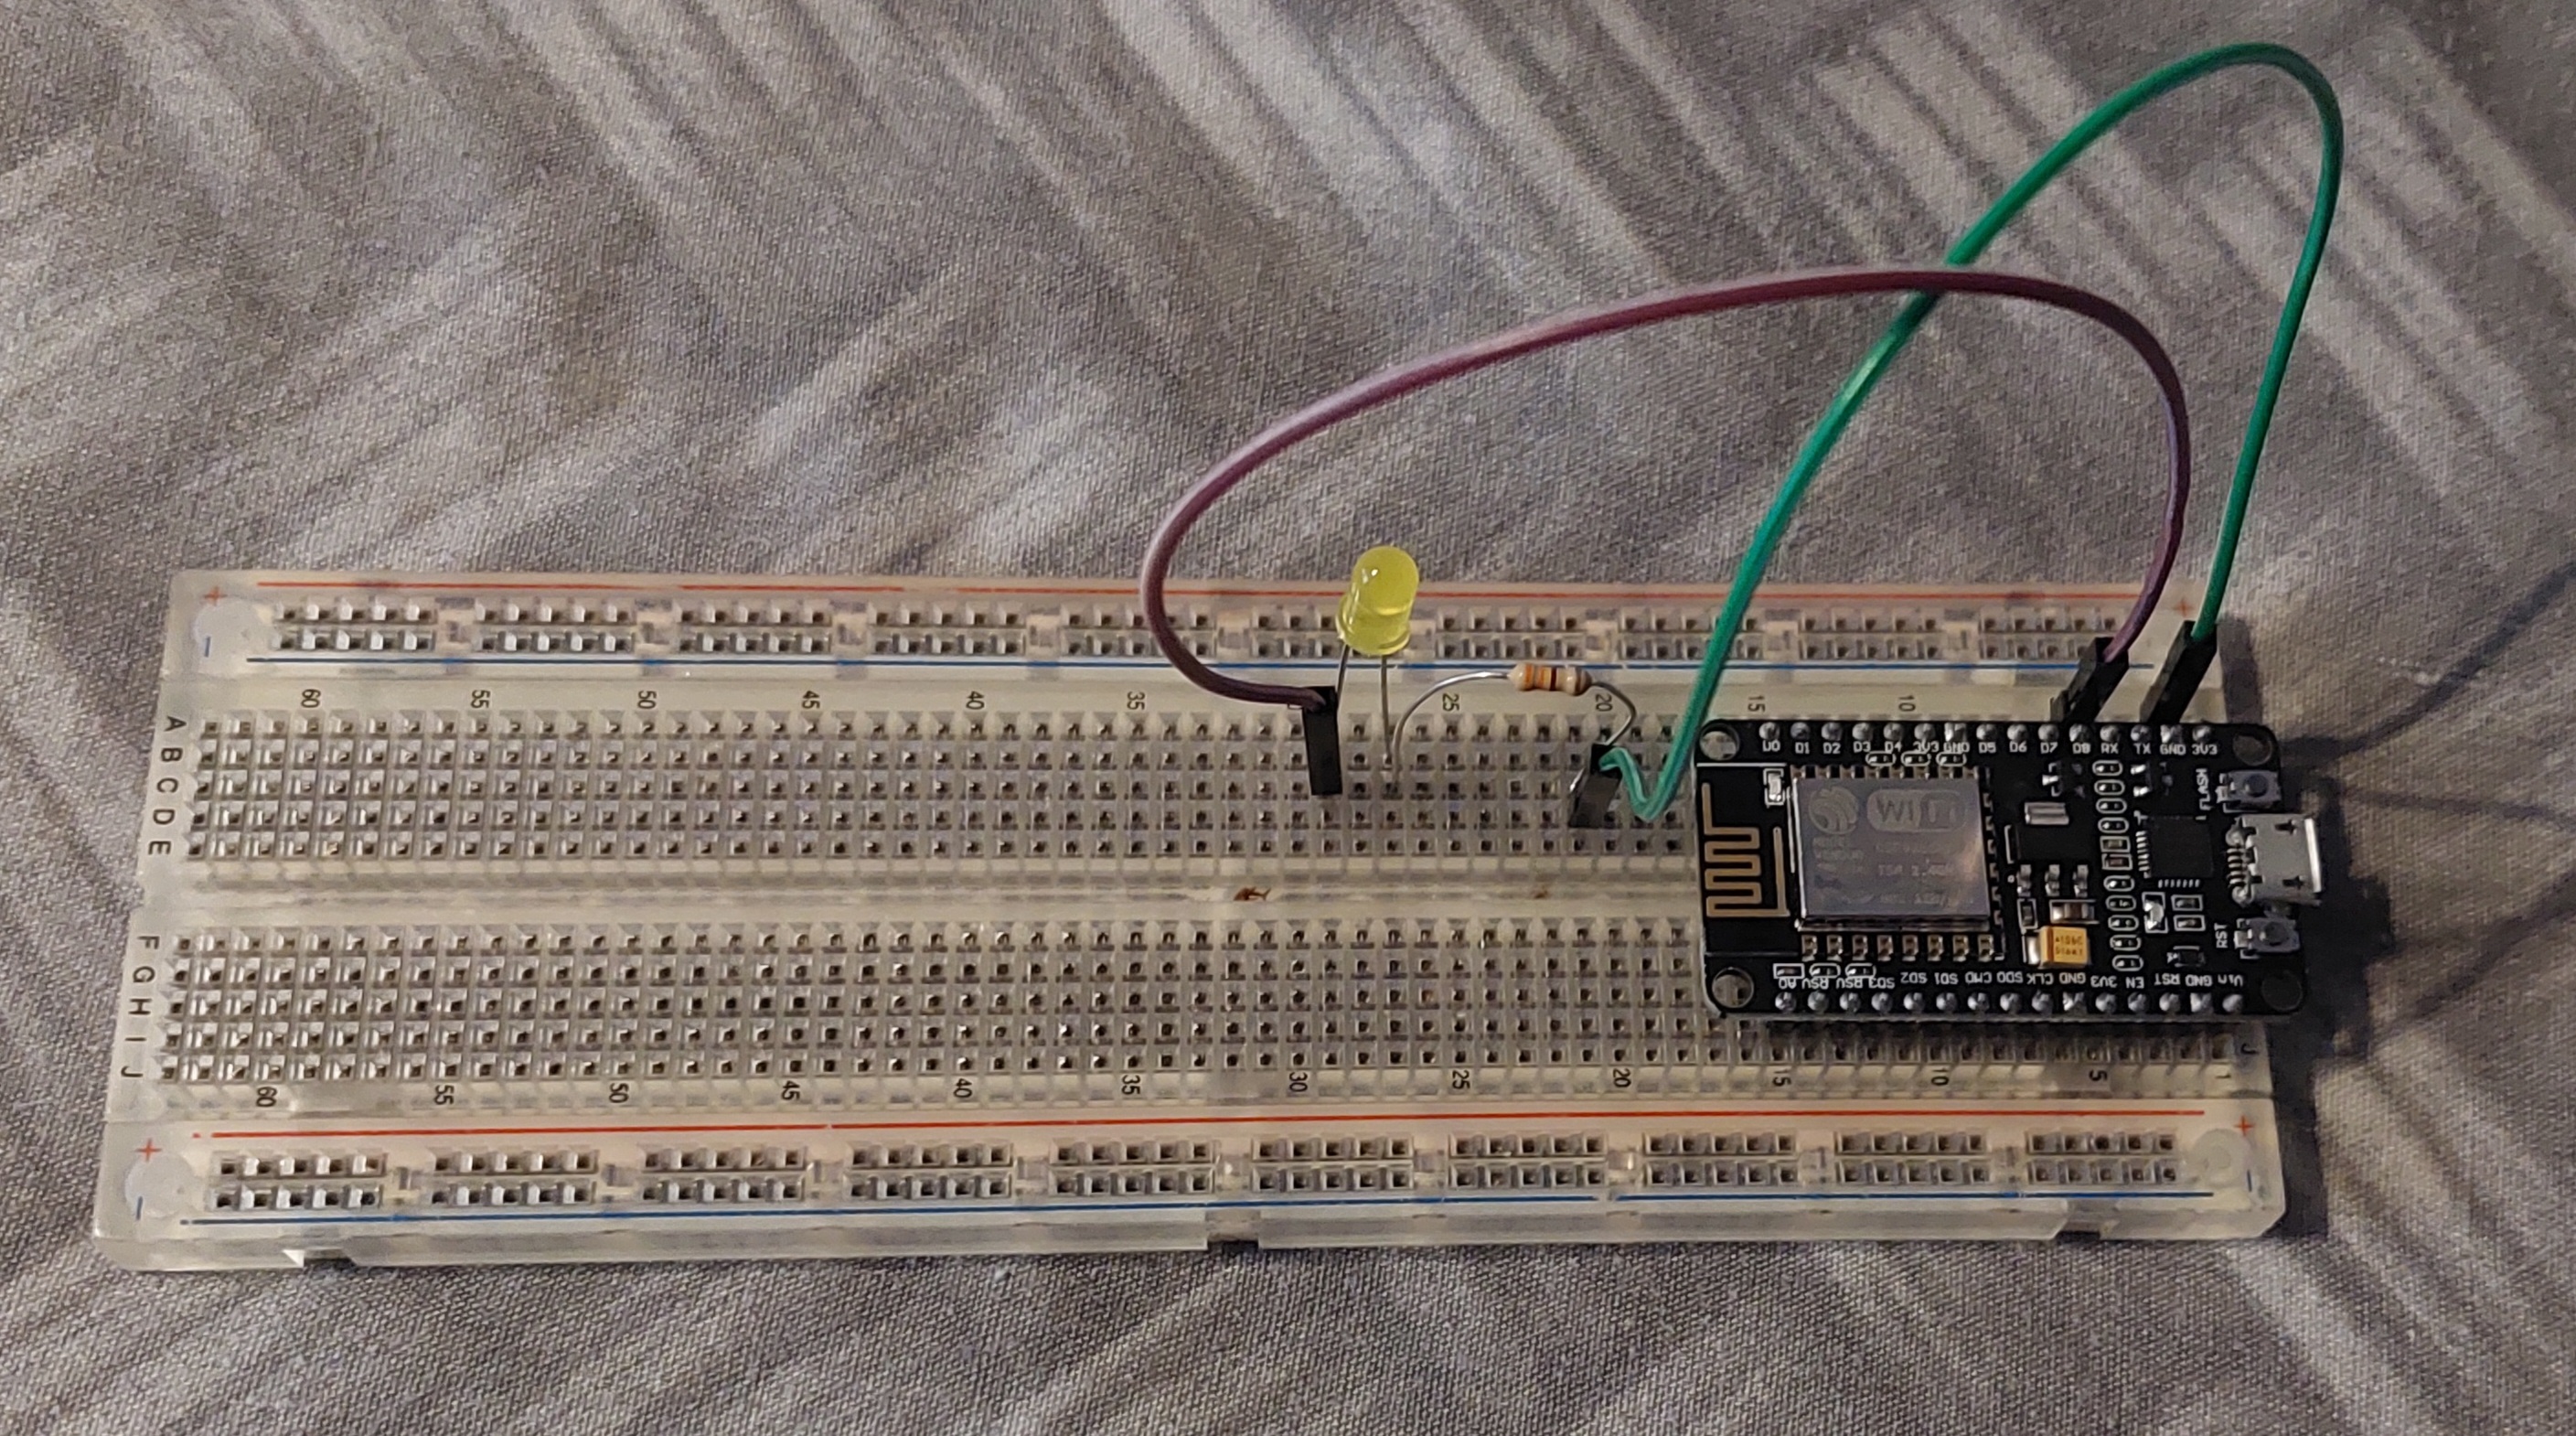 + +
60 55 50 45 40 35 25 20 15 10
A
B
C
D
E
F
G
H
I
J
D1 D2 D3 D4 3V3 GND D5 D6 D7 D8 RX TX GND 3V3
FLASH
WiFi
RST
A0 RSV RSV SD3 SD2 SD1 CMD SD0 CLK GND 3V3 EN RST GND Vin
J
60 55 50 45 40 35 30 25 20 15 10 5 1
+ +